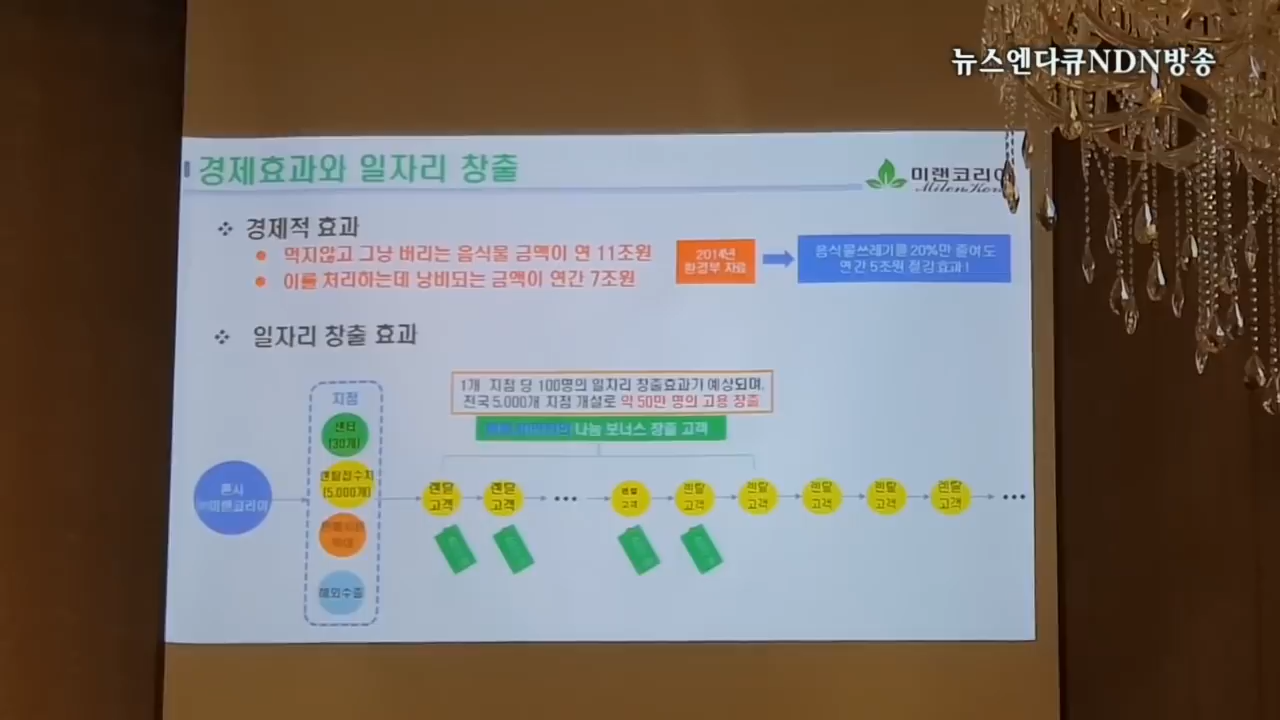 뉴스엔다큐NDN방송
경제효과와 일자리 창출
미랜코리아
경제적 효과
먹지않고 그냥 버리는 음식물 금액이 연 11조원
이를 처리하는데 낭비되는 금액이 연간 7조원
2014년
환경부 자료
음식물쓰레기를 20%만 줄여도
연간 5조원 절감효과!
일자리 창출 효과
1개 지점 당 100명의 일자리 창출효과가 예상되며,
전국 5,000개 지점 개설로 약 50만 명의 고용 창출
나눔 보너스 창출 고객
지점
센터
(30개)
렌탈접수처
(5,000개)
해외수출
본사
㈜미랜코리아
렌탈
고객
렌탈
고객
•••
렌탈
고객
렌탈
고객
렌탈
고객
렌탈
고객
렌탈
고객
렌탈
고객
•••